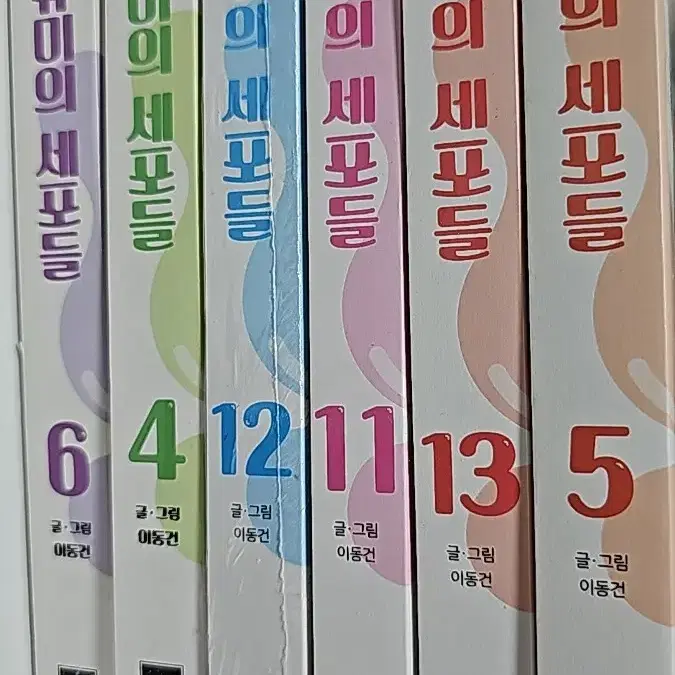 유미의 세포들
6
글·그림
이동건
미의 세포들
4
글·그림
이동건
의 세포들
12
글·그림
이동건
의 세포들
11
글·그림
이동건
의 세포들
13
글·그림
이동건
의 세포들
5
글·그림
이동건